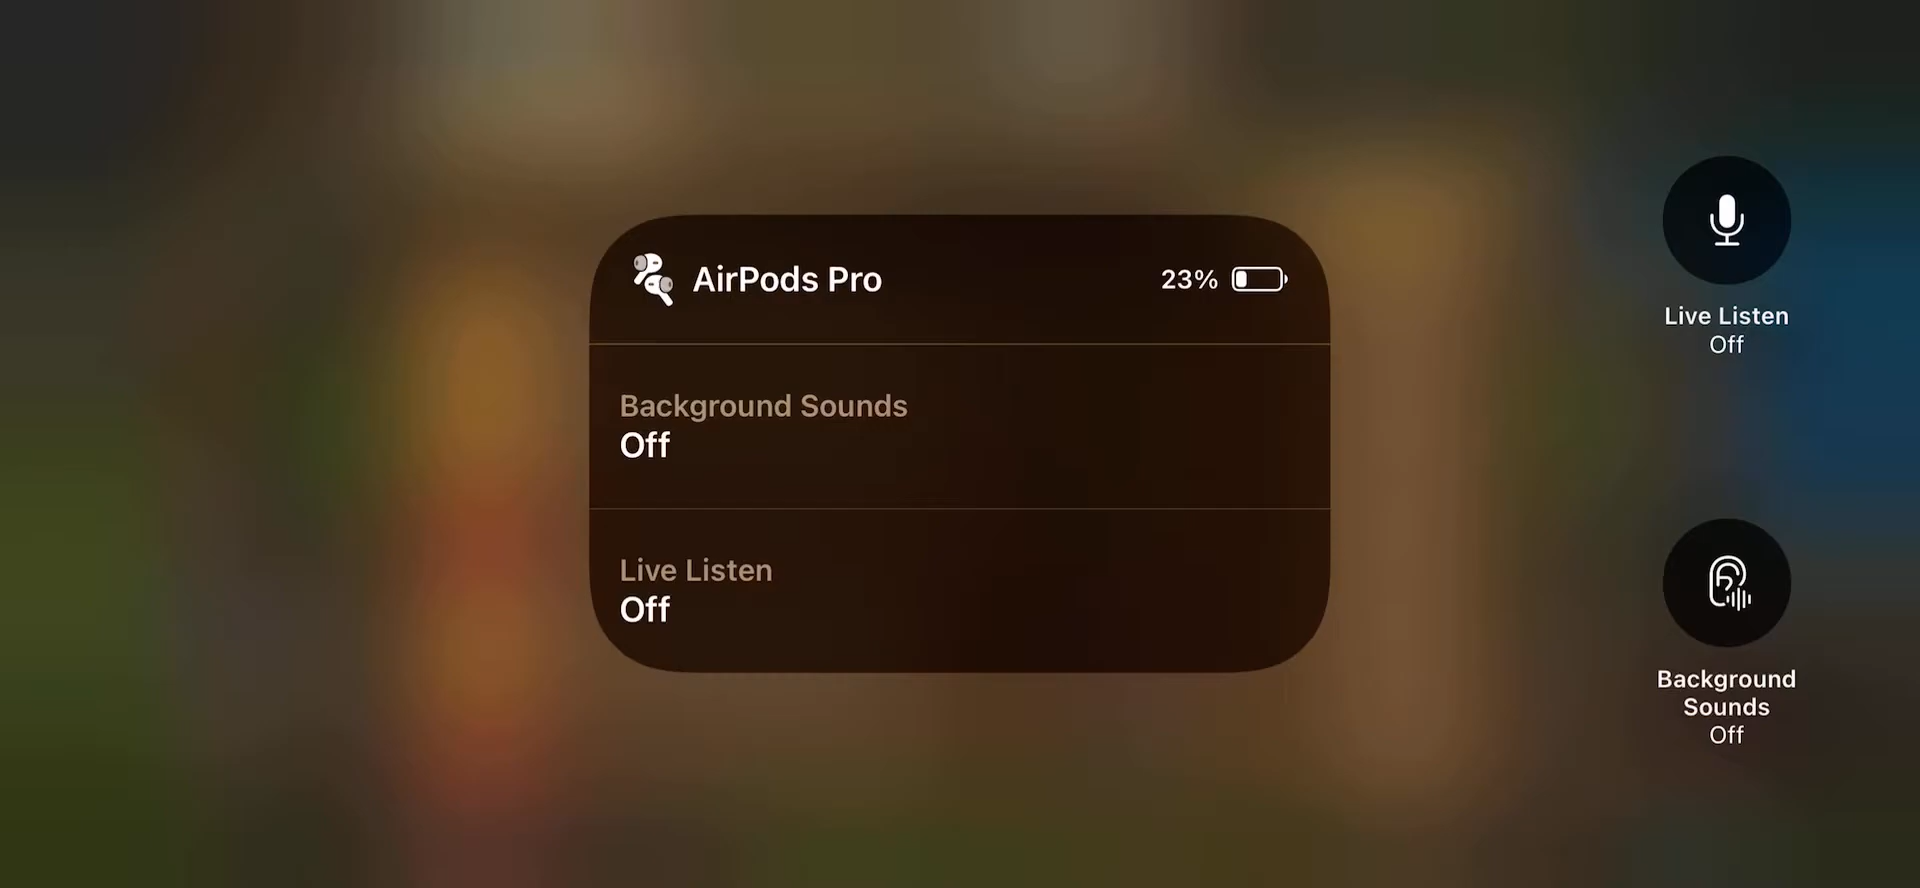 AirPods Pro
23%
Background Sounds
Off
Live Listen
Off
Live Listen
Off
Background
Sounds
Off